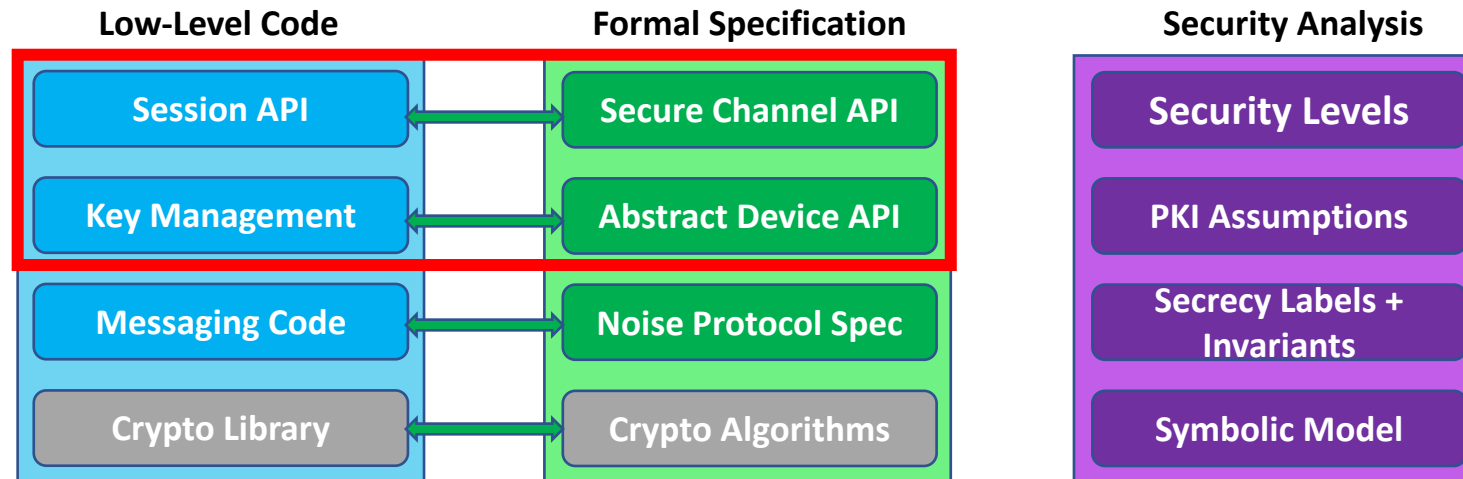 Low-Level Code
Formal Specification
Security Analysis
Session API
Secure Channel API
Security Levels
Key Management
Abstract Device API
PKI Assumptions
Messaging Code
Noise Protocol Spec
Secrecy Labels +
Invariants
Crypto Library
Crypto Algorithms
Symbolic Model